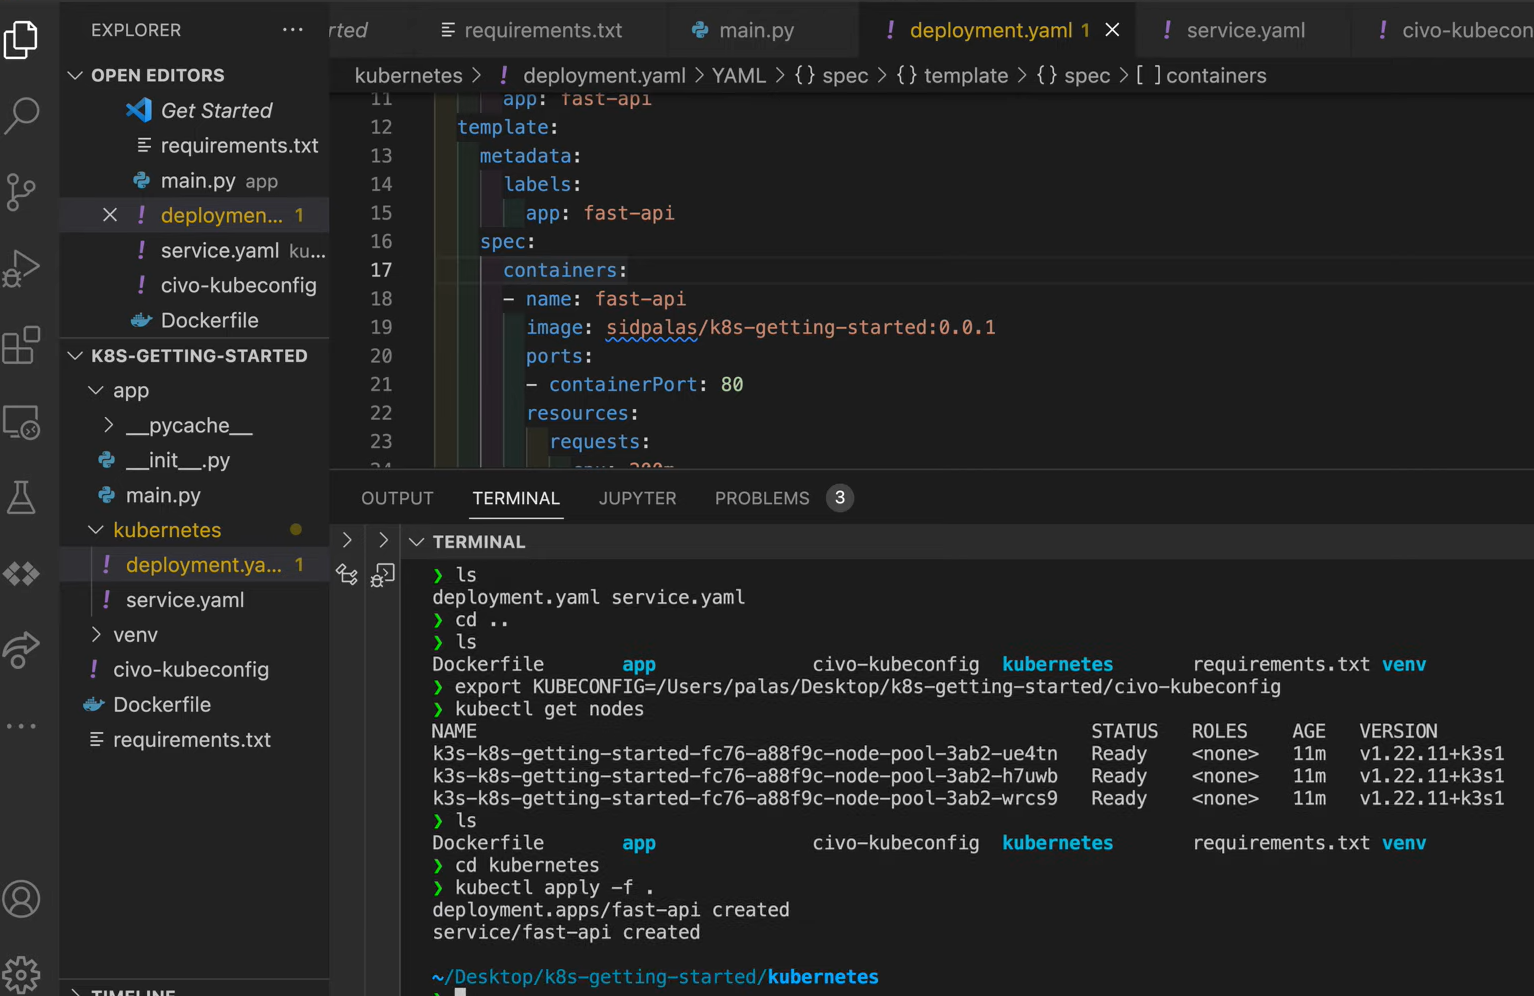 EXPLORER
OPEN EDITORS
Get Started
requirements.txt
main.py app
deploymen... 1
service.yaml ku...
civo-kubeconfig
Dockerfile
K8S-GETTING-STARTED
app
__pycache__
__init__.py
main.py
kubernetes
deployment.ya... 1
service.yaml
venv
civo-kubeconfig
Dockerfile
requirements.txt
TIMELINE
rted requirements.txt main.py ! deployment.yaml 1 ! service.yaml ! civo-kubecon
kubernetes > ! deployment.yaml > YAML > {} spec > {} template > {} spec > [ ] containers
11 app: fast-api
12 template:
13 metadata:
14 labels:
15 app: fast-api
16 spec:
17 containers:
18 - name: fast-api
19 image: sidpalas/k8s-getting-started:0.0.1
20 ports:
21 - containerPort: 80
22 resources:
23 requests:
24 cpu: 200m
OUTPUT TERMINAL JUPYTER PROBLEMS 3
TERMINAL
❯ ls
deployment.yaml service.yaml
❯ cd ..
❯ ls
Dockerfile app civo-kubeconfig kubernetes requirements.txt venv
❯ export KUBECONFIG=/Users/palas/Desktop/k8s-getting-started/civo-kubeconfig
❯ kubectl get nodes
NAME STATUS ROLES AGE VERSION
k3s-k8s-getting-started-fc76-a88f9c-node-pool-3ab2-ue4tn Ready <none> 11m v1.22.11+k3s1
k3s-k8s-getting-started-fc76-a88f9c-node-pool-3ab2-h7uwb Ready <none> 11m v1.22.11+k3s1
k3s-k8s-getting-started-fc76-a88f9c-node-pool-3ab2-wrcs9 Ready <none> 11m v1.22.11+k3s1
❯ ls
Dockerfile app civo-kubeconfig kubernetes requirements.txt venv
❯ cd kubernetes
❯ kubectl apply -f .
deployment.apps/fast-api created
service/fast-api created
~/Desktop/k8s-getting-started/kubernetes
❯